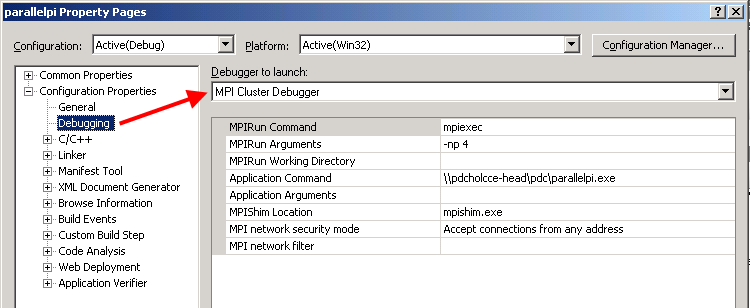 parallelpi Property Pages
Configuration: Active(Debug) Platform: Active(Win32) Configuration Manager...
Common Properties
Configuration Properties
General
Debugging
C/C++
Linker
Manifest Tool
XML Document Generator
Browse Information
Build Events
Custom Build Step
Code Analysis
Web Deployment
Application Verifier
Debugger to launch:
MPI Cluster Debugger
MPIRun Command mpiexec
MPIRun Arguments -np 4
MPIRun Working Directory
Application Command \\pdcholcce-head\pdc\parallelpi.exe
Application Arguments
MPIShim Location mpishim.exe
MPI network security mode Accept connections from any address
MPI network filter